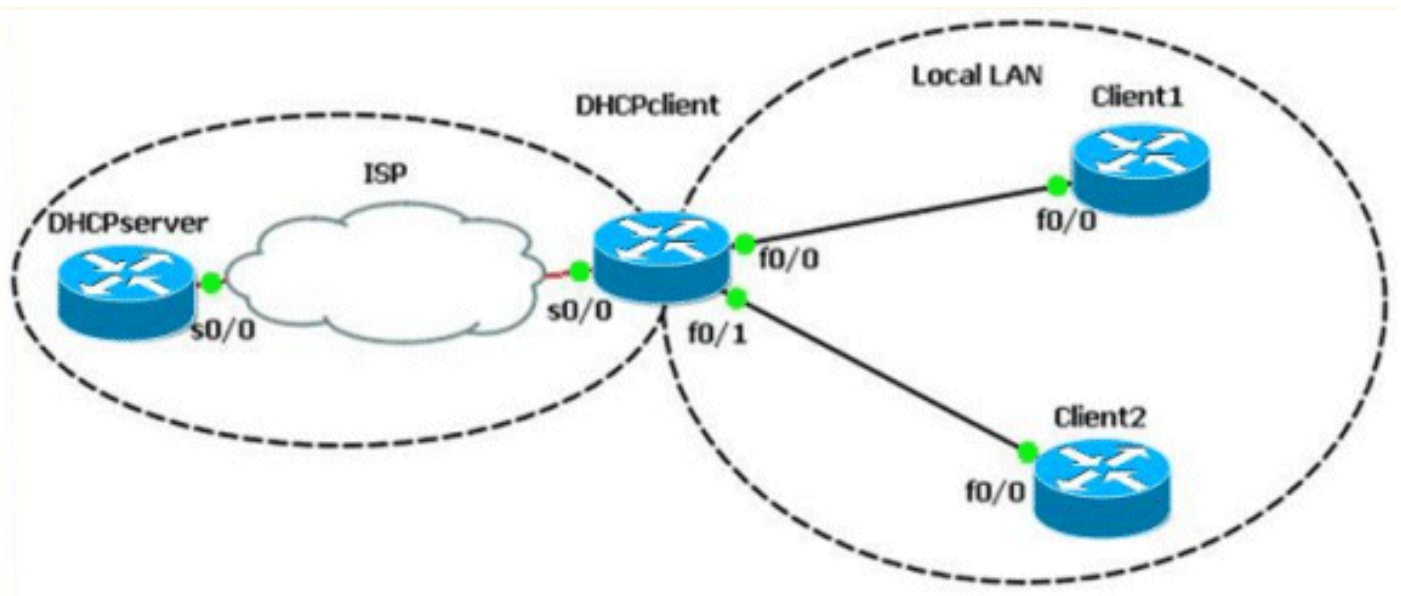 Local LAN
Client1
DHCPclient
ISP
DHCPserver
f0/0
f0/0
s0/0
s0/0
f0/1
Client2
f0/0